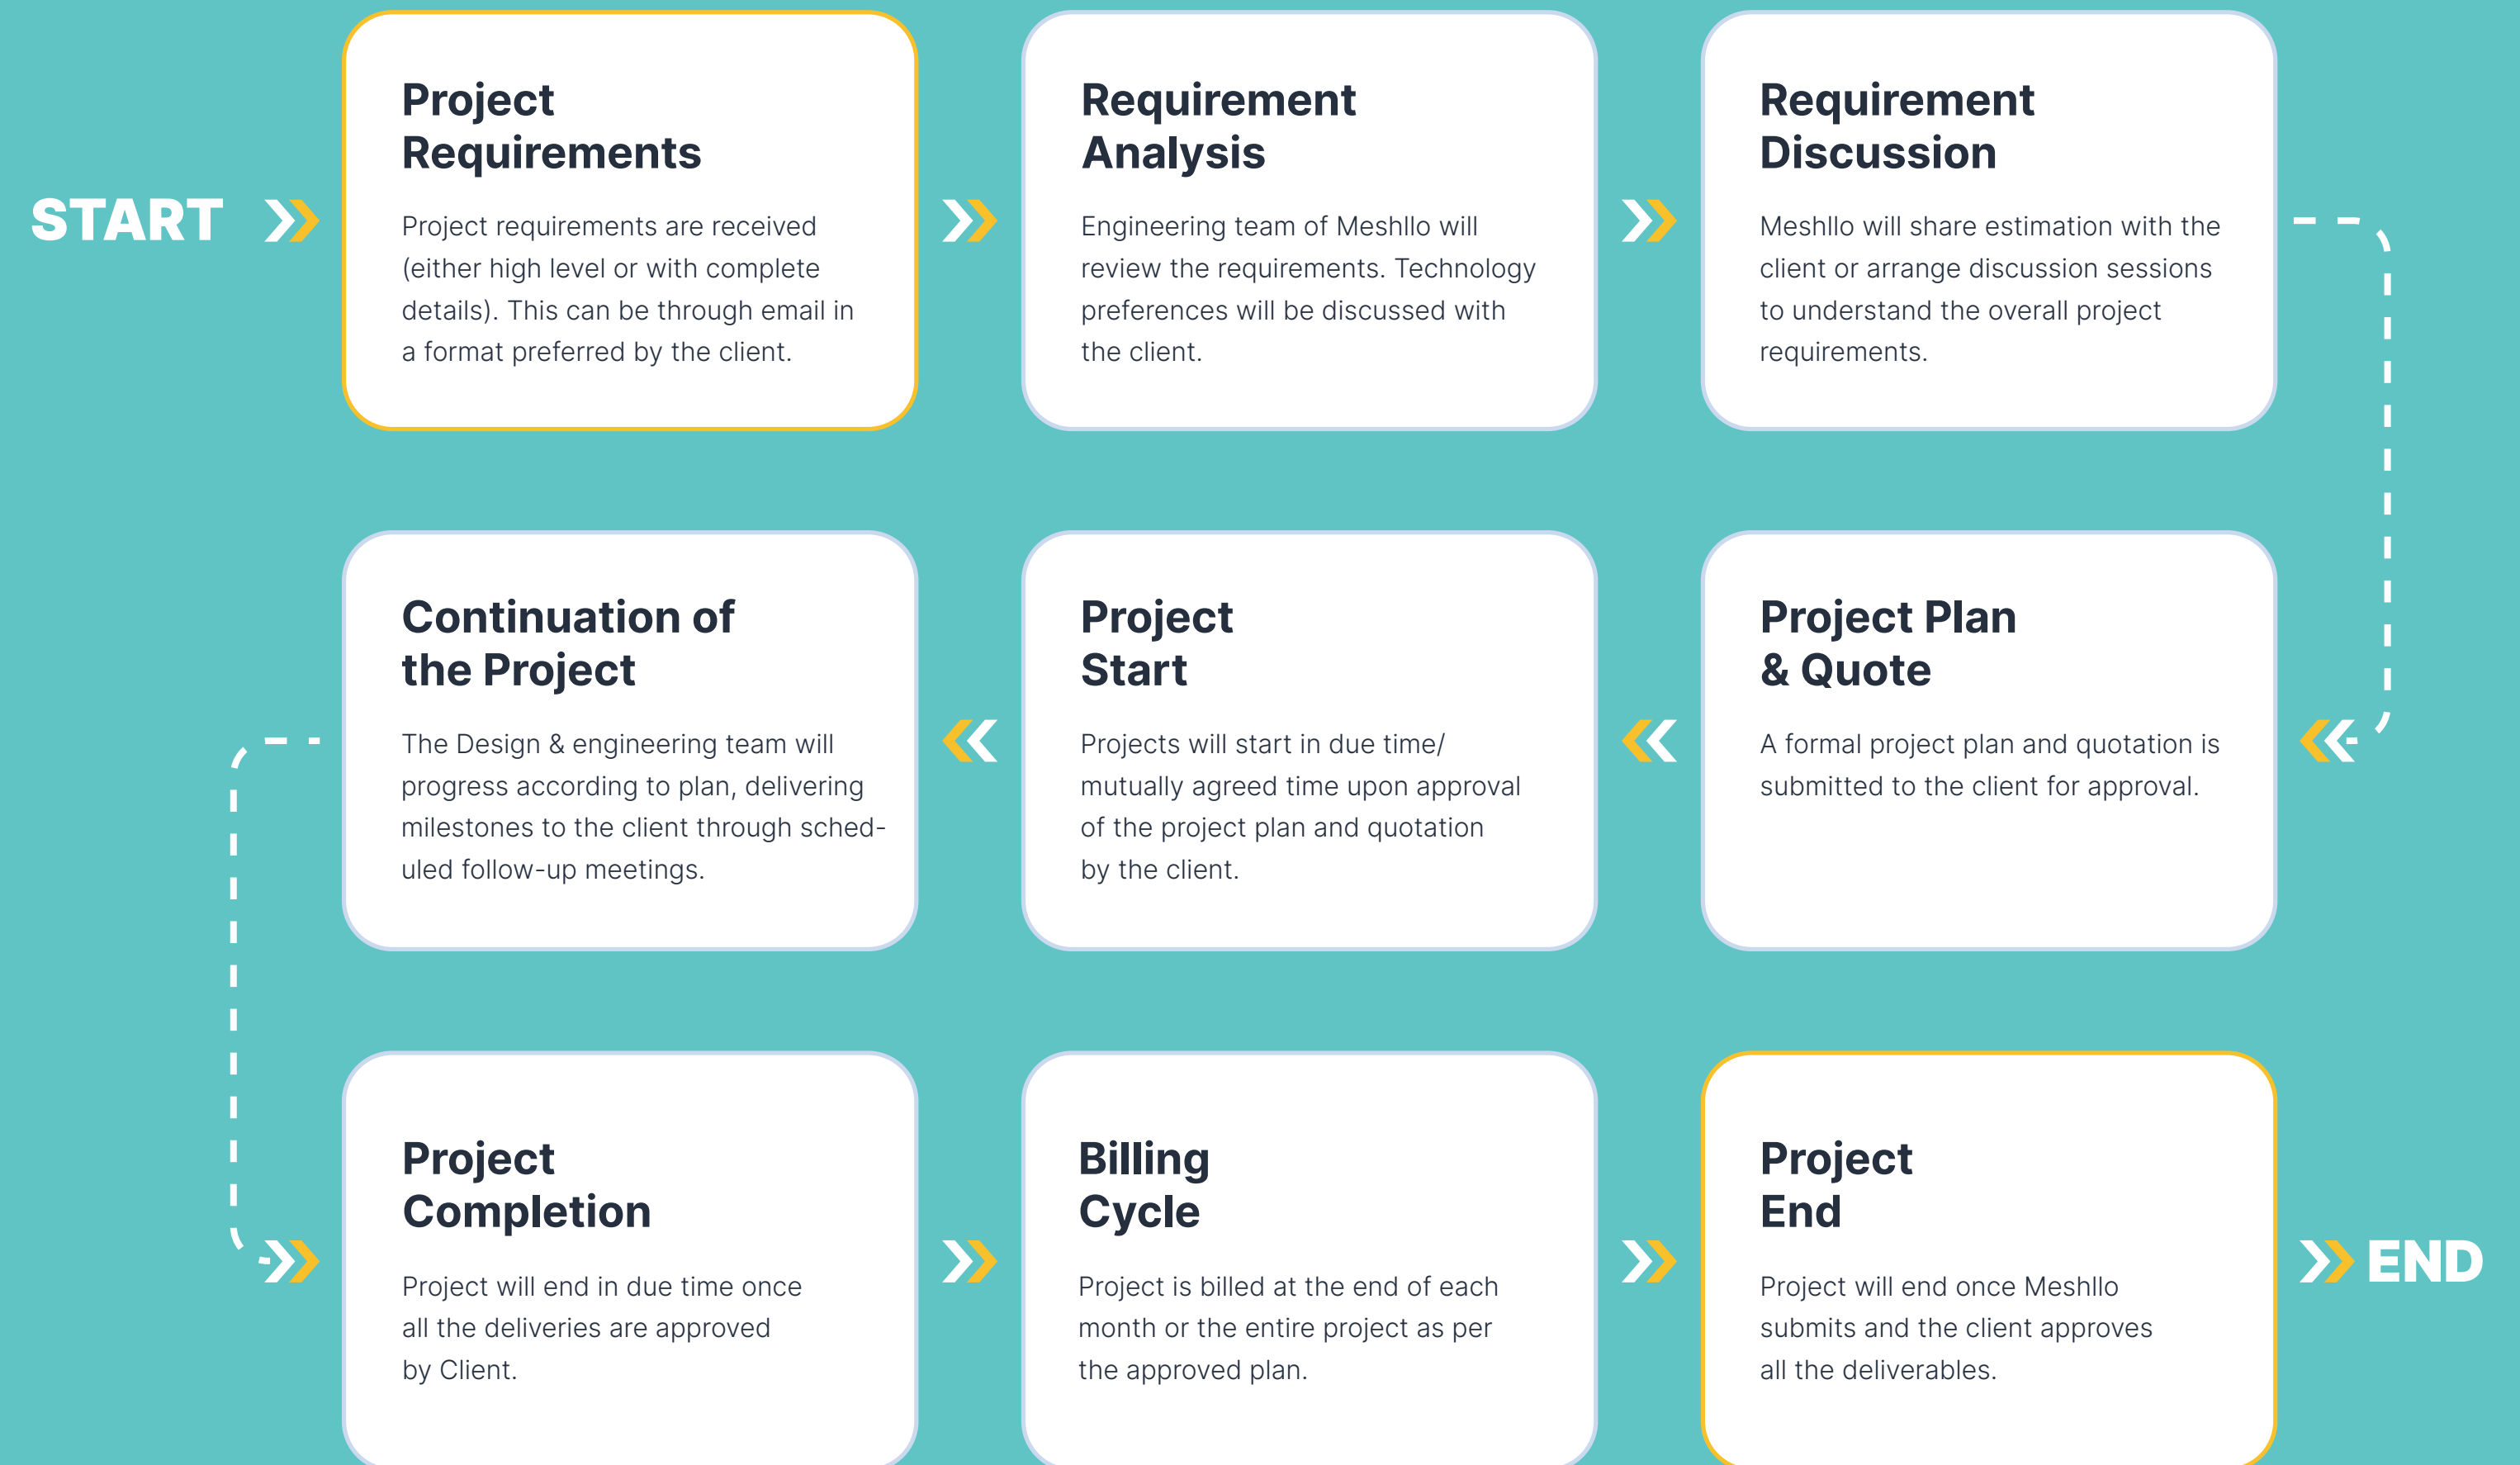 START
Project
Requirements
Project requirements are received
(either high level or with complete
details). This can be through email in
a format preferred by the client.
Requirement
Analysis
Engineering team of Meshllo will
review the requirements. Technology
preferences will be discussed with
the client.
Requirement
Discussion
Meshllo will share estimation with the
client or arrange discussion sessions
to understand the overall project
requirements.
Project Plan
& Quote
A formal project plan and quotation is
submitted to the client for approval.
Project
Start
Projects will start in due time/
mutually agreed time upon approval
of the project plan and quotation
by the client.
Continuation of
the Project
The Design & engineering team will
progress according to plan, delivering
milestones to the client through sched-
uled follow-up meetings.
Project
Completion
Project will end in due time once
all the deliveries are approved
by Client.
Billing
Cycle
Project is billed at the end of each
month or the entire project as per
the approved plan.
Project
End
Project will end once Meshllo
submits and the client approves
all the deliverables.
END